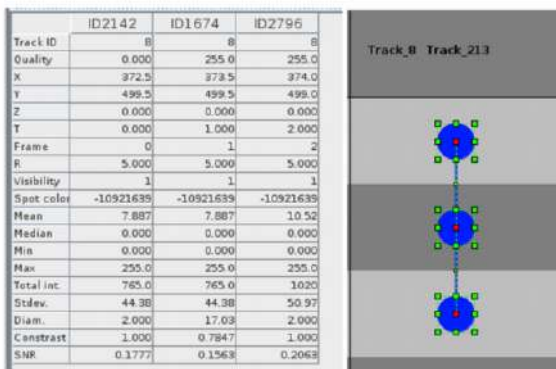 ID2142 ID1674 ID2796
Track ID 8 8 8
Quality 0.000 255.0 255.0
X 372.5 373.5 374.0
Y 499.5 499.5 499.0
Z 0.000 0.000 0.000
T 0.000 1.000 2.000
Frame 0 1 2
R 5.000 5.000 5.000
Visibility 1 1 1
Spot color -10921639 -10921639 -10921639
Mean 7.887 7.887 10.52
Median 0.000 0.000 0.000
Min 0.000 0.000 0.000
Max 255.0 255.0 255.0
Total int. 765.0 765.0 1020
Stdev. 44.38 44.38 50.97
Diam. 2.000 17.03 2.000
Constrast 1.000 0.7847 1.000
SNR 0.1777 0.1563 0.2063
Track_8 Track_213